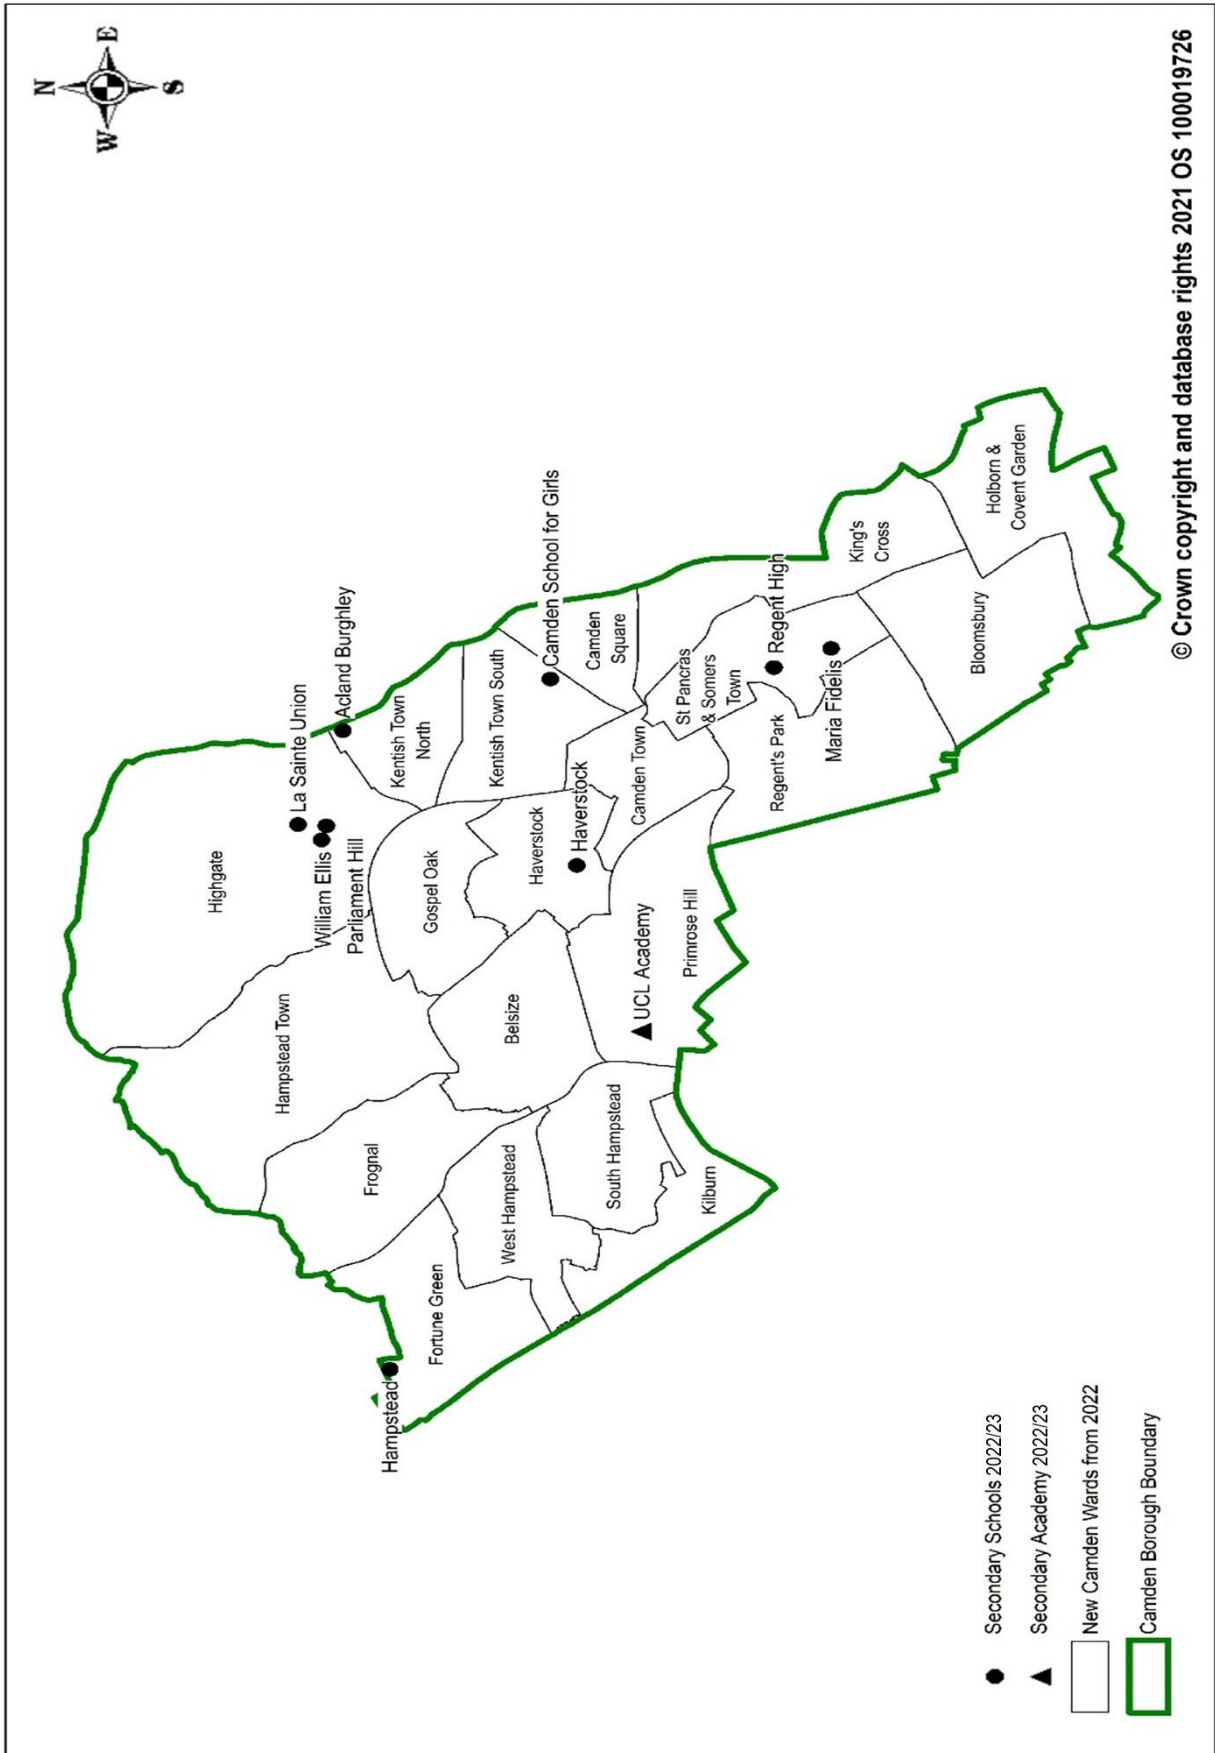 N
W
E
S
Highgate
La Sainte Union
Acland Burghley
William Ellis
Parliament Hill
Hampstead Town
Kentish Town
North
Gospel Oak
Kentish Town South
Camden School for Girls
Frognal
Belsize
Haverstock
Haverstock
Camden
Square
Hampstead
Fortune Green
West Hampstead
South Hampstead
UCL Academy
Camden Town
St Pancras
& Somers
Town
Primrose Hill
Kilburn
Regent's Park
Regent High
Maria Fidelis
King's
Cross
Bloomsbury
Holborn &
Covent Garden
Secondary Schools 2022/23
Secondary Academy 2022/23
New Camden Wards from 2022
Camden Borough Boundary
© Crown copyright and database rights 2021 OS 100019726